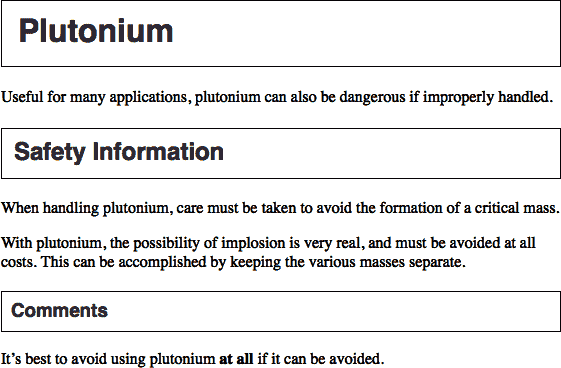 Plutonium
Useful for many applications, plutonium can also be dangerous if improperly handled.
Safety Information
When handling plutonium, care must be taken to avoid the formation of a critical mass.
With plutonium, the possibility of implosion is very real, and must be avoided at all
costs. This can be accomplished by keeping the various masses separate.
Comments
It’s best to avoid using plutonium at all if it can be avoided.